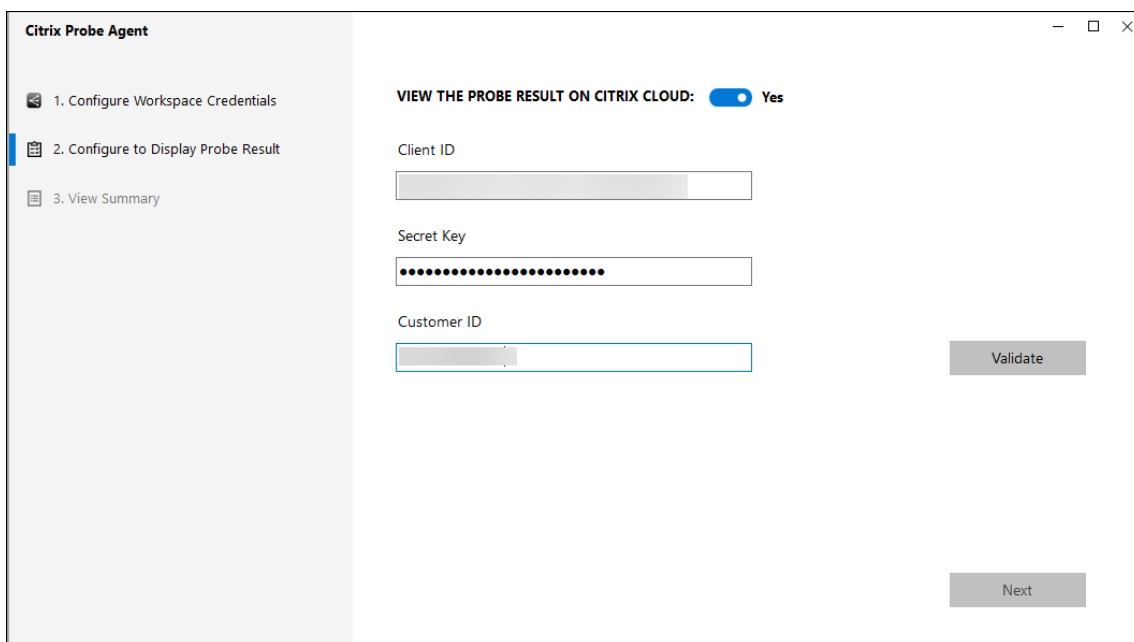 Citrix Probe Agent
1. Configure Workspace Credentials
2. Configure to Display Probe Result
3. View Summary
VIEW THE PROBE RESULT ON CITRIX CLOUD: Yes
Client ID
Secret Key
••••••••••••••••••••••••
Customer ID
Validate
Next